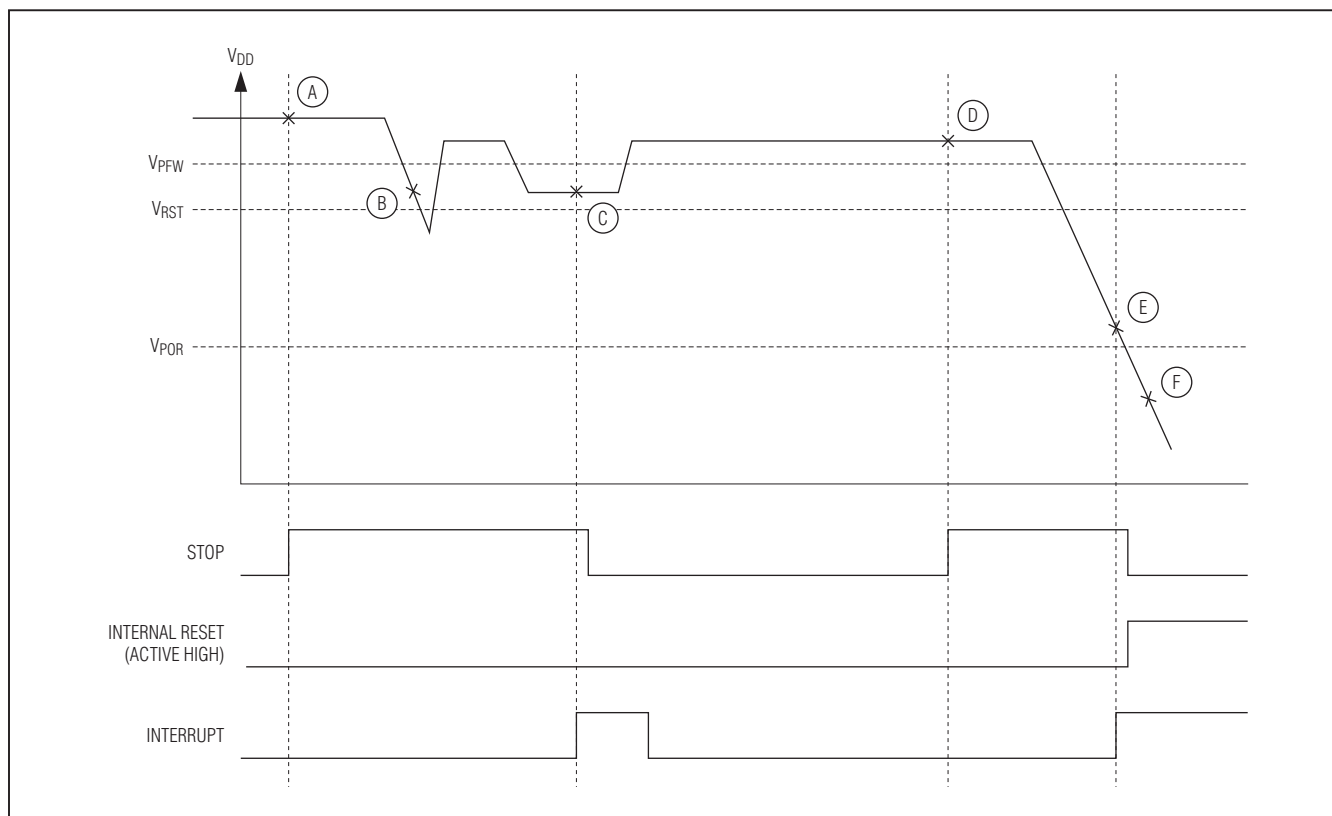 VDD
A
D
VPFW
B
C
VRST
E
VPOR
F
STOP
INTERNAL RESET
(ACTIVE HIGH)
INTERRUPT